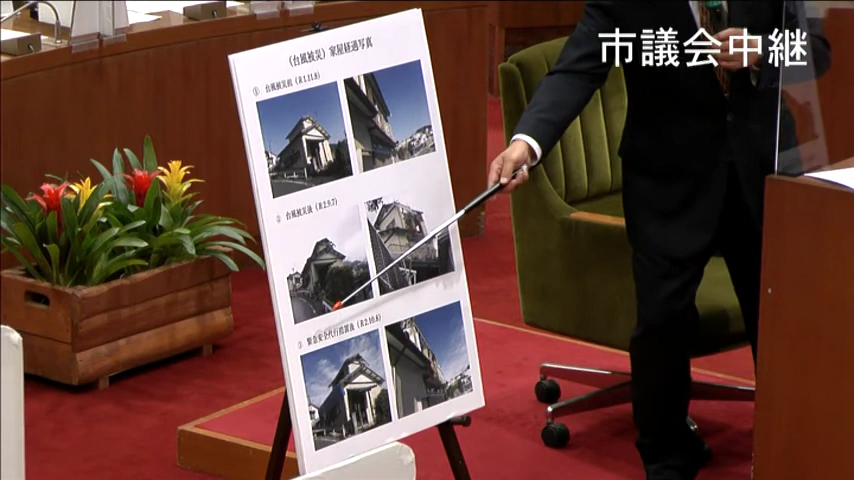 市議会中継
(台風被災)家屋経過写真
① 台風被災前(R1.11.8)
② 台風被災後(R2.9.7)
③ 緊急安全代行措置後(R2.10.8)